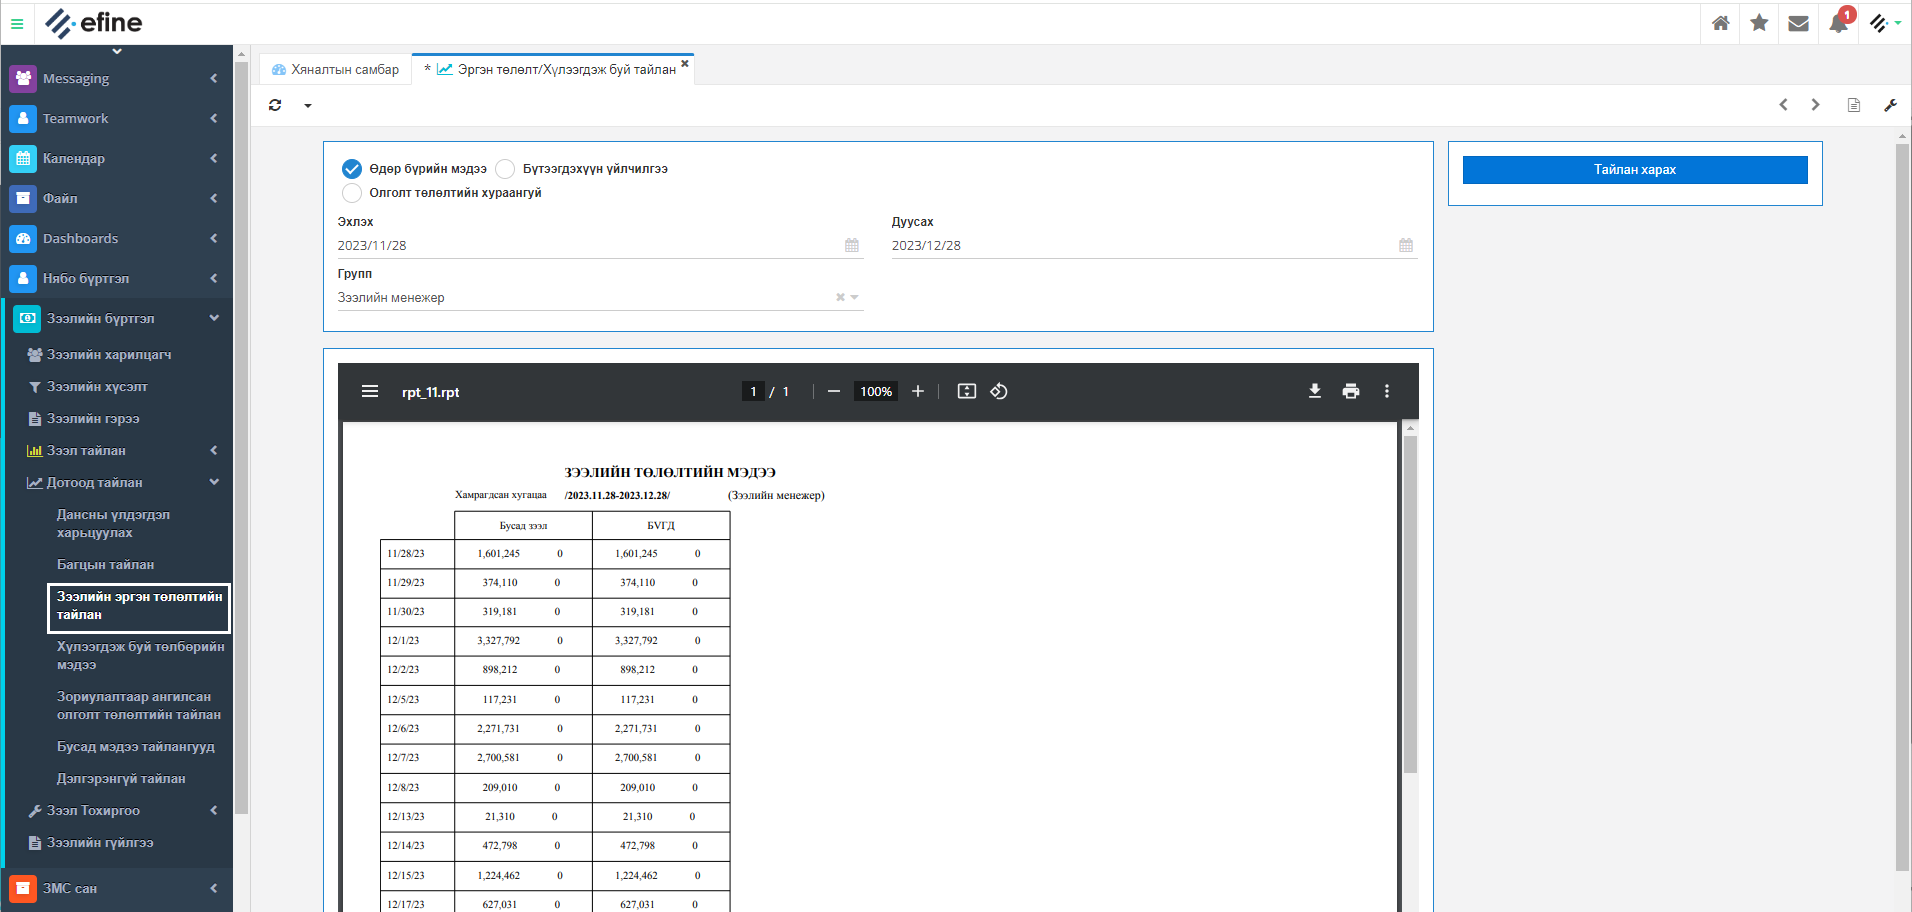 efine
1
Messaging
Teamwork
Календар
Файл
Dashboards
Нябо бүртгэл
Зээлийн бүртгэл
Зээлийн харилцагч
Зээлийн хүсэлт
Зээлийн гэрээ
Зээл тайлан
Дотоод тайлан
Дансны үлдэгдэл
харьцуулах
Багцын тайлан
Зээлийн эргэн төлөлтийн
тайлан
Хүлээгдэж буй төлбөрийн
мэдээ
Зориулалтаар ангилсан
олголт төлөлтийн тайлан
Бусад мэдээ тайлангууд
Дэлгэрэнгүй тайлан
Зээл Тохиргоо
Зээлийн гүйлгээ
ЗМС сан
Хяналтын самбар
* Эргэн төлөлт/Хүлээгдэж буй тайлан
Өдөр бүрийн мэдээ Бүтээгдэхүүн үйлчилгээ
Олголт төлөлтийн хураангуй
Эхлэх Дуусах
2023/11/28 2023/12/28
Групп
Зээлийн менежер
Тайлан харах
rpt_11.rpt 1 / 1 100%
ЗЭЭЛИЙН ТӨЛӨЛТИЙН МЭДЭЭ
Хамрагдсан хугацаа /2023.11.28-2023.12.28/ (Зээлийн менежер)
Бусад зээл БҮГД
11/28/23 1,601,245 0 1,601,245 0
11/29/23 374,110 0 374,110 0
11/30/23 319,181 0 319,181 0
12/1/23 3,327,792 0 3,327,792 0
12/2/23 898,212 0 898,212 0
12/5/23 117,231 0 117,231 0
12/6/23 2,271,731 0 2,271,731 0
12/7/23 2,700,581 0 2,700,581 0
12/8/23 209,010 0 209,010 0
12/13/23 21,310 0 21,310 0
12/14/23 472,798 0 472,798 0
12/15/23 1,224,462 0 1,224,462 0
12/17/23 627,031 0 627,031 0